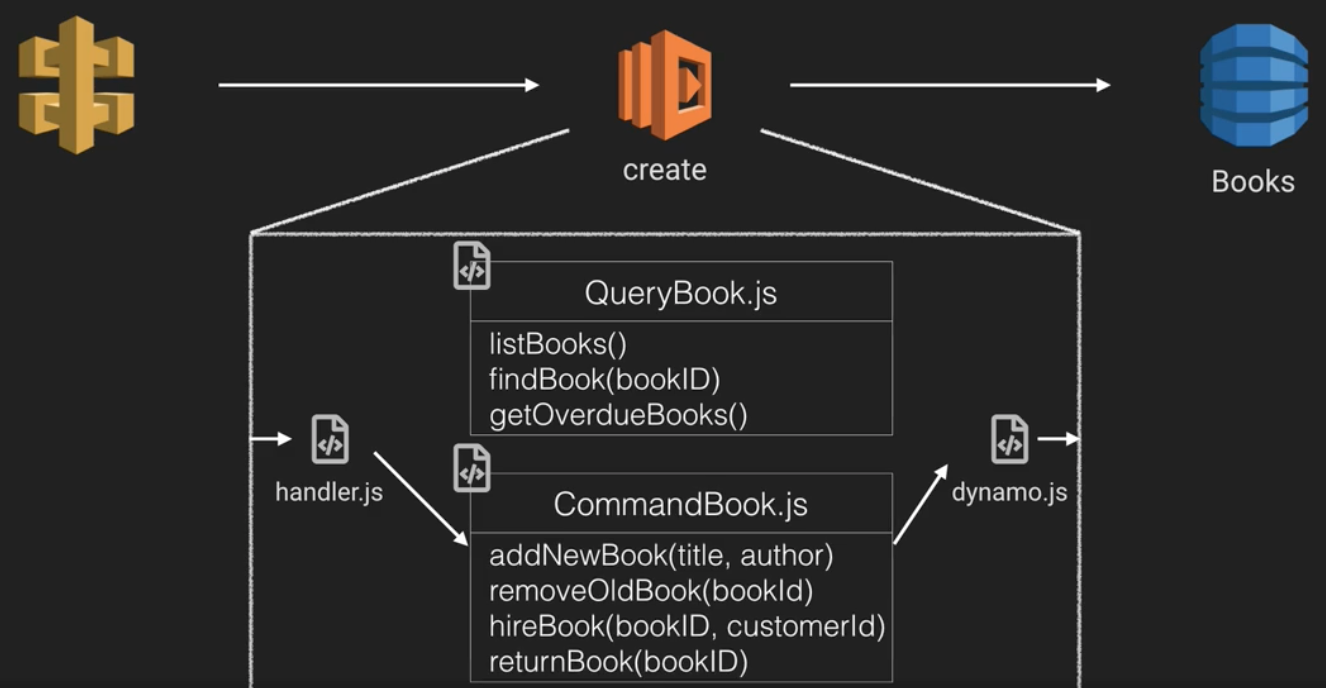 create
Books
QueryBook.js
listBooks()
findBook(bookID)
getOverdueBooks()
handler.js
dynamo.js
CommandBook.js
addNewBook(title, author)
removeOldBook(bookId)
hireBook(bookID, customerId)
returnBook(bookID)